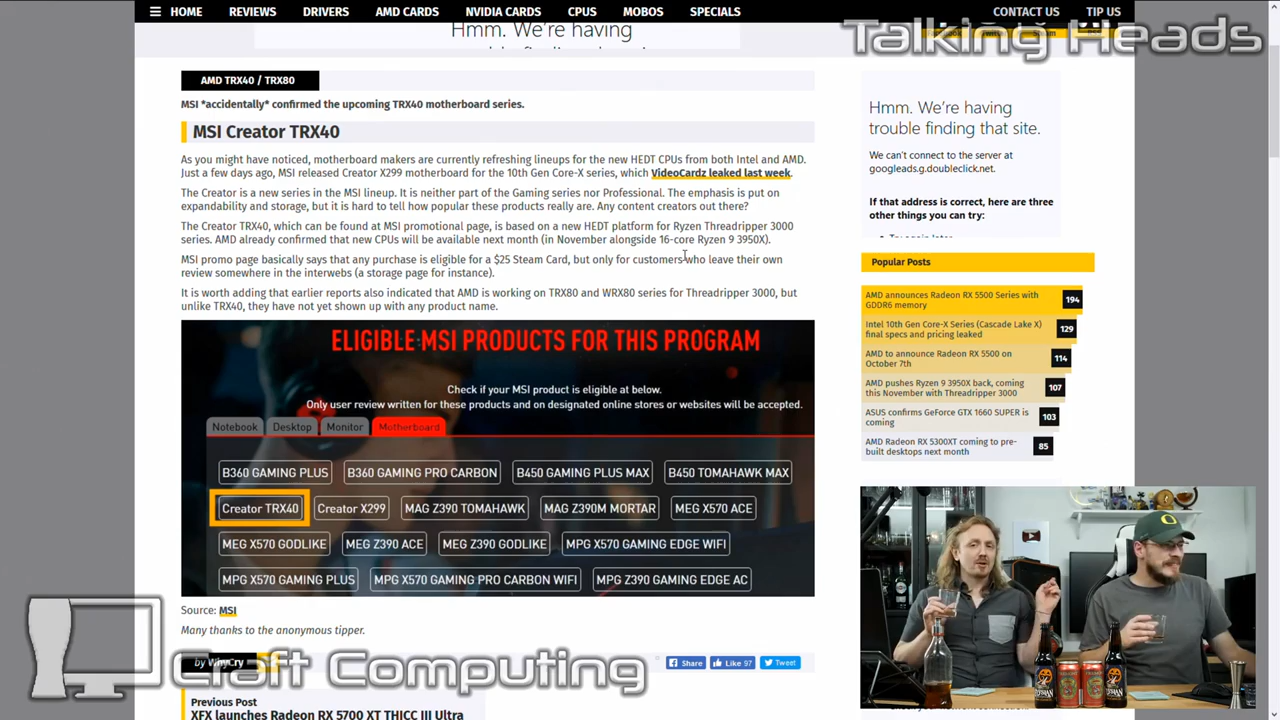 HOME REVIEWS DRIVERS AMD CARDS NVIDIA CARDS CPUS MOBOS SPECIALS CONTACT US TIP US
Talking Heads
Hmm. We're having
AMD TRX40 / TRX80
MSI *accidentally* confirmed the upcoming TRX40 motherboard series.
MSI Creator TRX40
As you might have noticed, motherboard makers are currently refreshing lineups for the new HEDT CPUs from both Intel and AMD.
Just a few days ago MSI released Creator X299 motherboard for the 10th Gen Core-X series, which VideoCardz leaked last week.
The Creator is a new series in the MSI lineup. It is neither part of the Gaming series nor Professional. The emphasis is put on
expandability and storage, but it is hard to tell how popular these products really are. Any content creators out there?
The Creator TRX40, which can be found at MSI promotional page, is based on a new HEDT platform for Ryzen Threadripper 3000
series. AMD already confirmed that new CPUs will be available next month (in November alongside 16-core Ryzen 9 3950X).
MSI promo page basically says that any purchase is eligible for a $25 Steam Card, but only for customers who leave their own
review somewhere in the interwebs (a storage page for instance).
It is worth adding that earlier reports also indicated that AMD is working on TRX80 and WRX80 series for Threadripper 3000, but
unlike TRX40, they have not yet shown up with any product name.
ELIGIBLE MSI PRODUCTS FOR THIS PROGRAM
Check if your MSI product is eligible at below.
Only user review written for these products and on designated online stores or websites will be accepted.
Notebook Desktop Monitor Motherboard
B360 GAMING PLUS B360 GAMING PRO CARBON B450 GAMING PLUS MAX B450 TOMAHAWK MAX
Creator TRX40 Creator X299 MAG Z390 TOMAHAWK MAG Z390M MORTAR MEG X570 ACE
MEG X570 GODLIKE MEG Z390 ACE MEG Z390 GODLIKE MPG X570 GAMING EDGE WIFI
MPG X570 GAMING PLUS MPG X570 GAMING PRO CARBON WIFI MPG Z390 GAMING EDGE AC
Source: MSI
Many thanks to the anonymous tipper.
by WhyCry
Share Like 97 Tweet
Craft Computing
Previous Post
XFX launches Radeon RX 5700 XT THICC III Ultra
Hmm. We're having
trouble finding that site.
We can't connect to the server at
googleads.g.doubleclick.net.
If that address is correct, here are three
other things you can try:
Popular Posts
AMD announces Radeon RX 5500 Series with
GDDR6 memory
194
Intel 10th Gen Core-X Series (Cascade Lake X)
final specs and pricing leaked
129
AMD to announce Radeon RX 5500 on
October 7th
114
AMD pushes Ryzen 9 3950X back, coming
this November with Threadripper 3000
107
ASUS confirms GeForce GTX 1660 SUPER is
coming
103
AMD Radeon RX 5300XT coming to pre-
built desktops next month
85